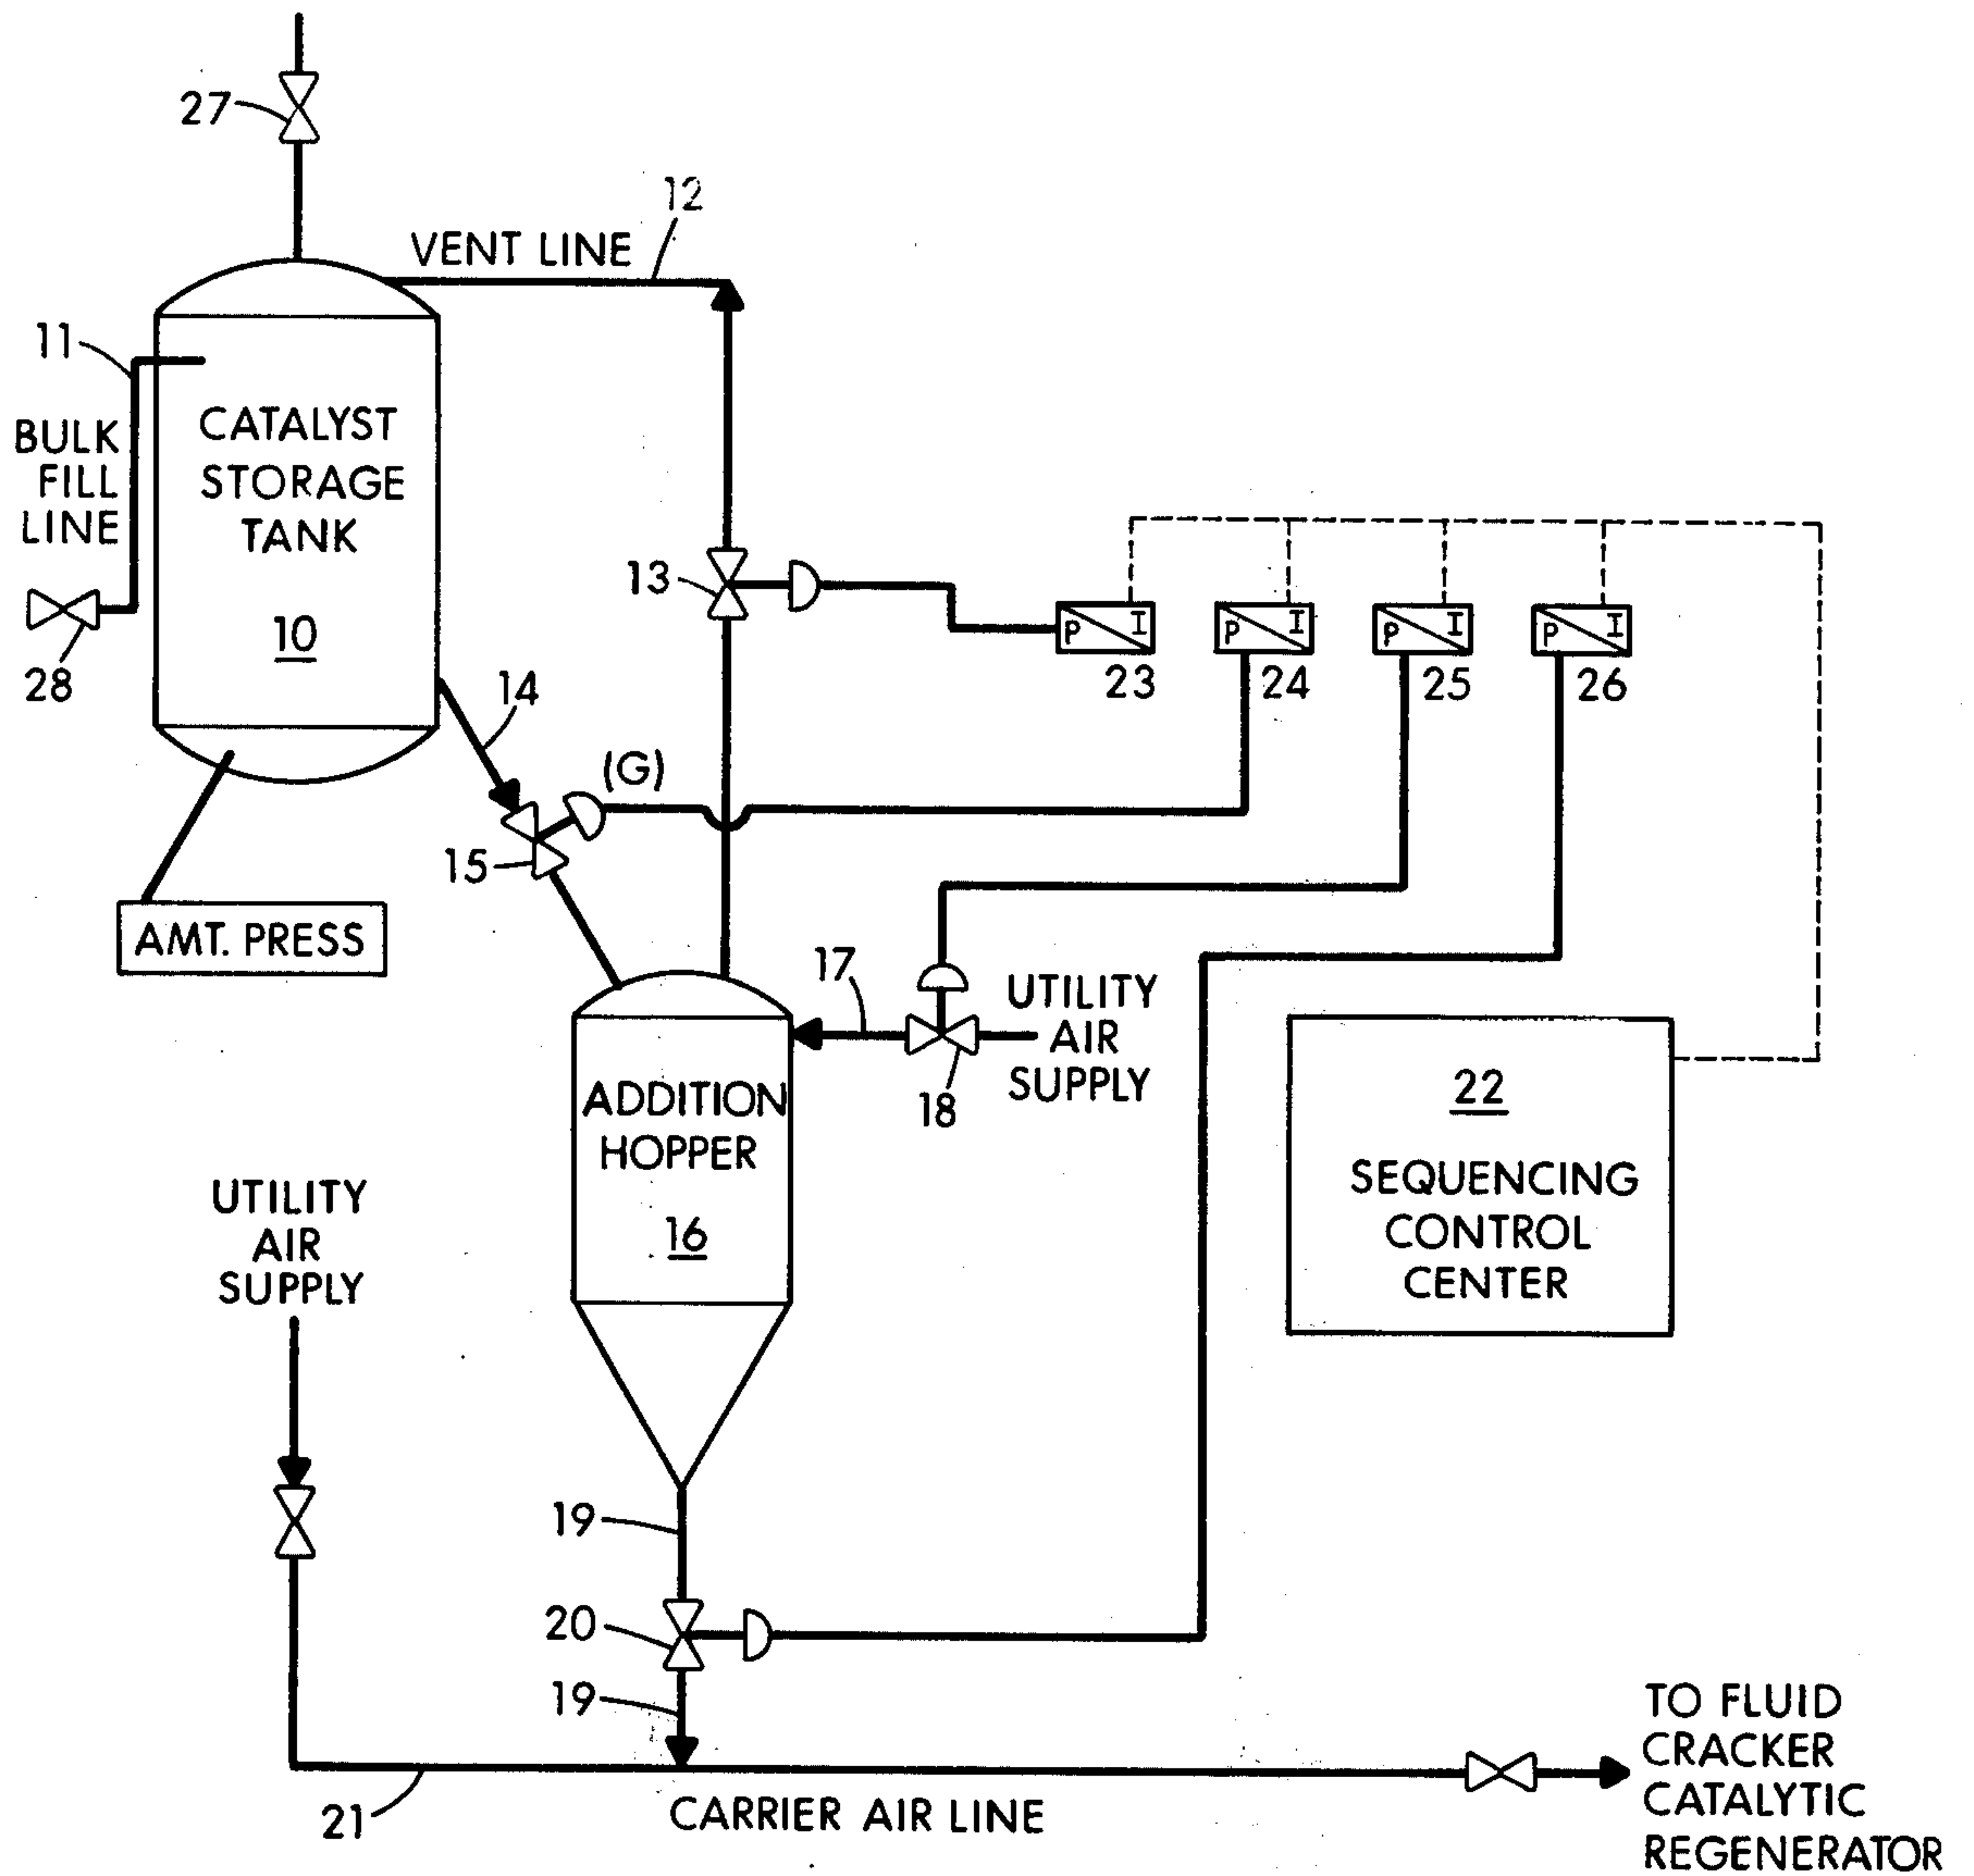 27
12
VENT LINE
11
BULK
FILL
LINE
CATALYST
STORAGE
TANK
10
28
13
P I
P I
P I
P I
23
24
25
26
14
(G)
15
AMT. PRESS
17
UTILITY
AIR
SUPPLY
18
ADDITION
HOPPER
16
22
SEQUENCING
CONTROL
CENTER
UTILITY
AIR
SUPPLY
19
20
19
21
CARRIER AIR LINE
TO FLUID
CRACKER
CATALYTIC
REGENERATOR